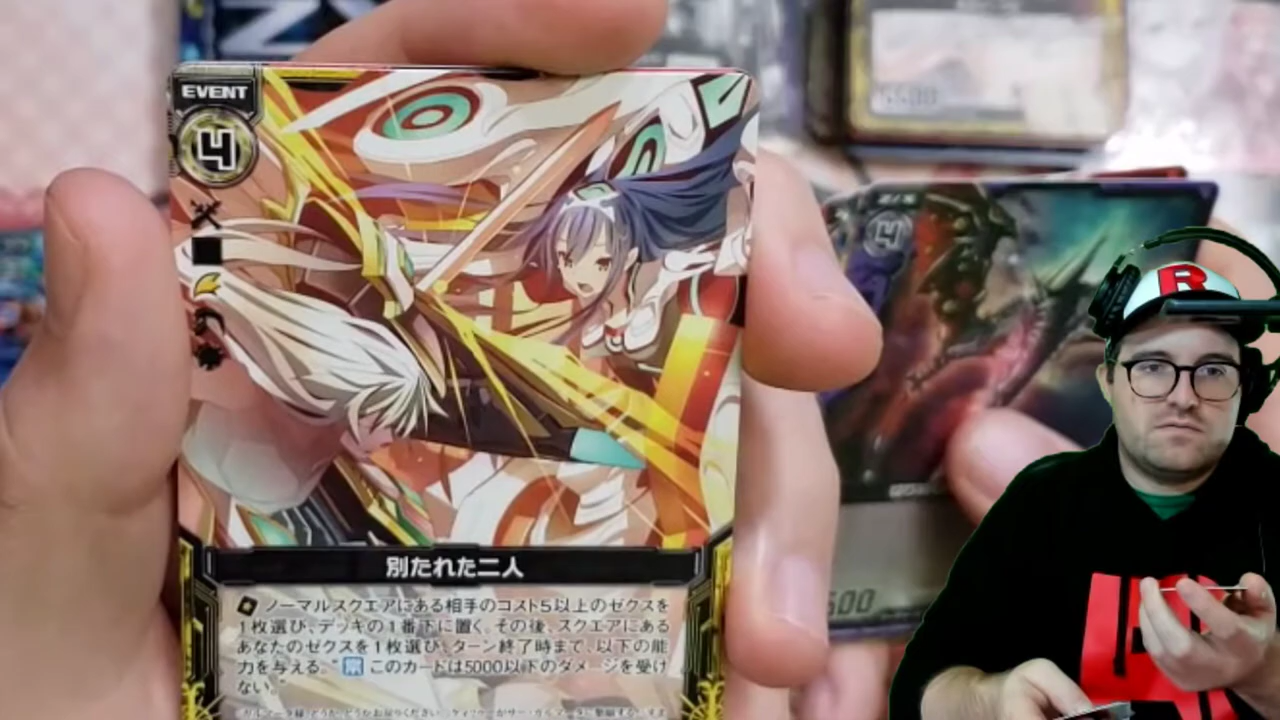 EVENT
4
別たれた二人
ノーマルスクエアにある相手のコスト5以上のゼクスを
1枚選び、デッキの1番下に置く。その後、スクエアにある
あなたのゼクスを1枚選び、ターン終了時まで、以下の能
力を与える。“ このカードは5000以下のダメージを受け
ない。”
4
500
5500
R
R